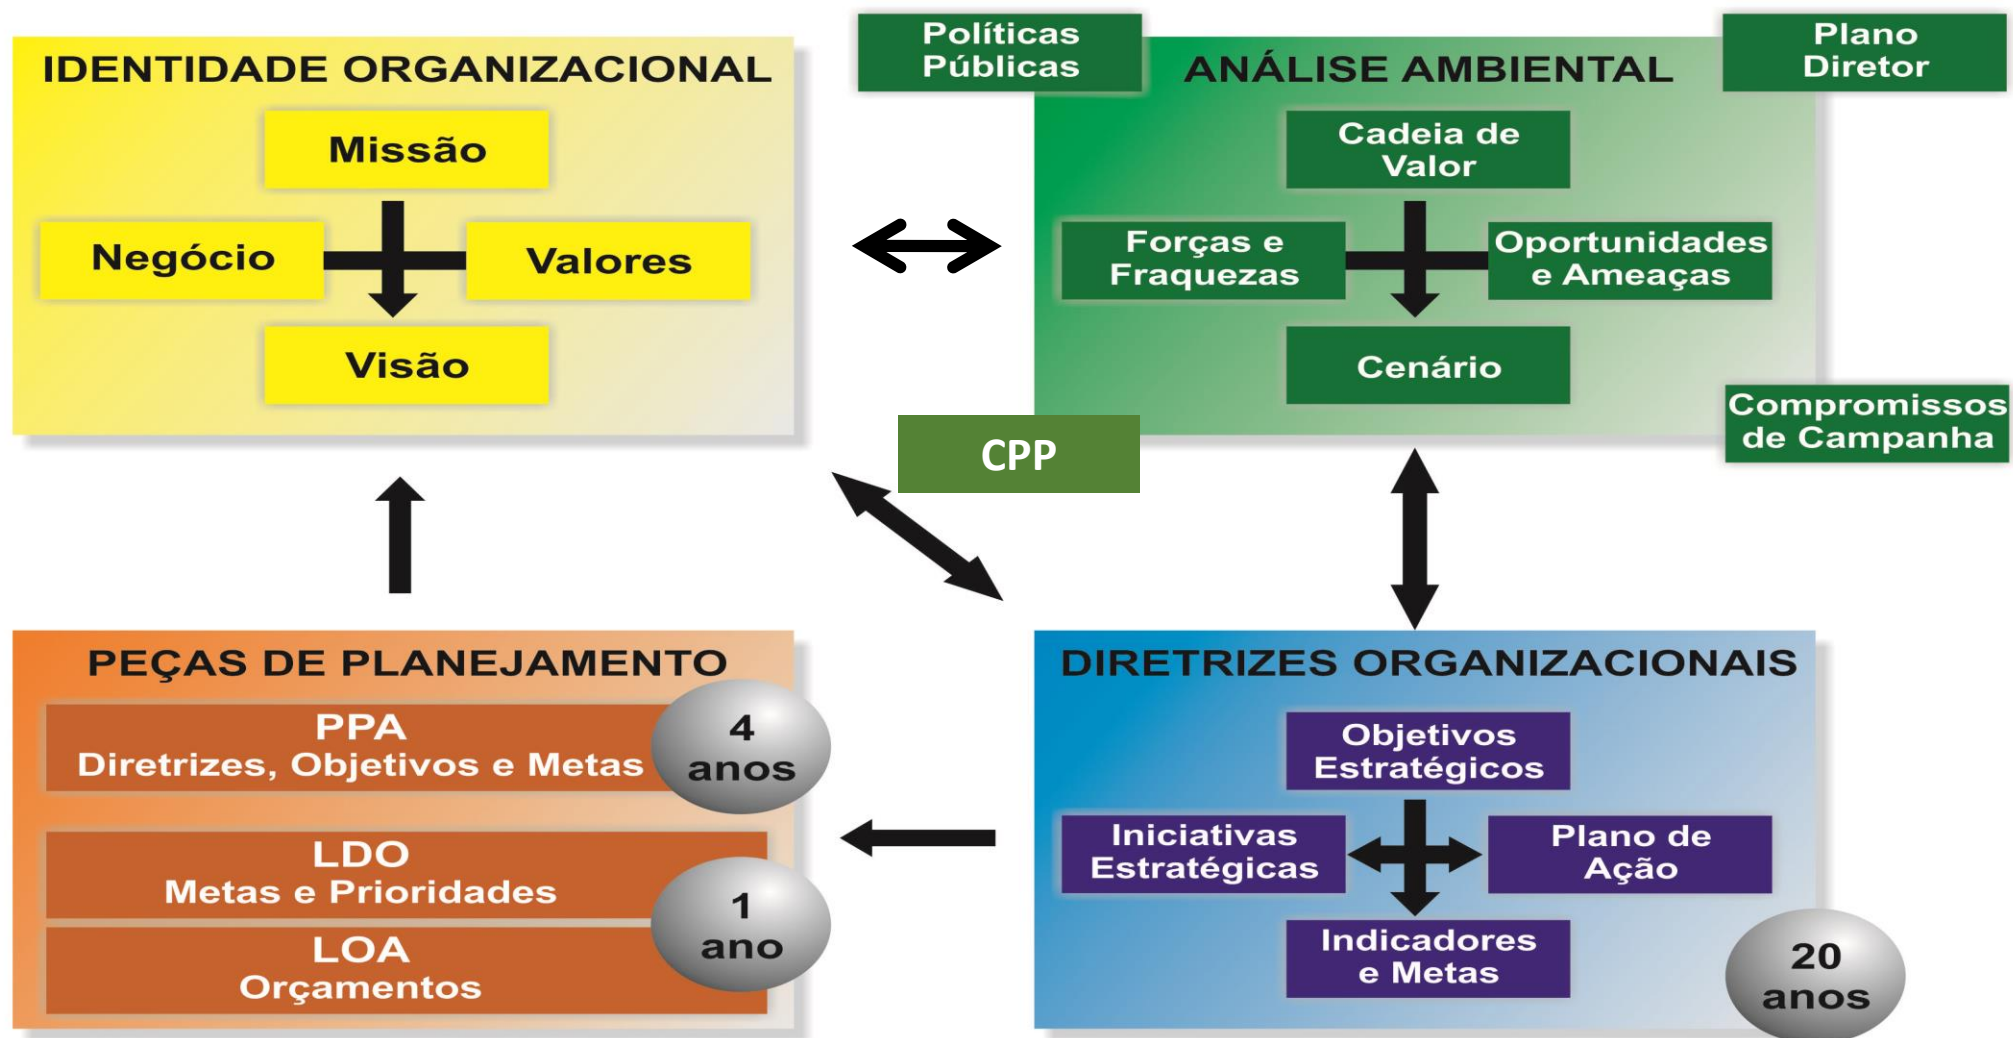 IDENTIDADE ORGANIZACIONAL
Missão
Negócio
Valores
Visão
Políticas
Públicas
ANÁLISE AMBIENTAL
Plano
Diretor
Cadeia de
Valor
Forças e
Fraquezas
Oportunidades
e Ameaças
Cenário
Compromissos
de Campanha
CPP
PEÇAS DE PLANEJAMENTO
PPA
Diretrizes, Objetivos e Metas
4
anos
LDO
Metas e Prioridades
1
ano
LOA
Orçamentos
DIRETRIZES ORGANIZACIONAIS
Objetivos
Estratégicos
Iniciativas
Estratégicas
Plano de
Ação
Indicadores
e Metas
20
anos